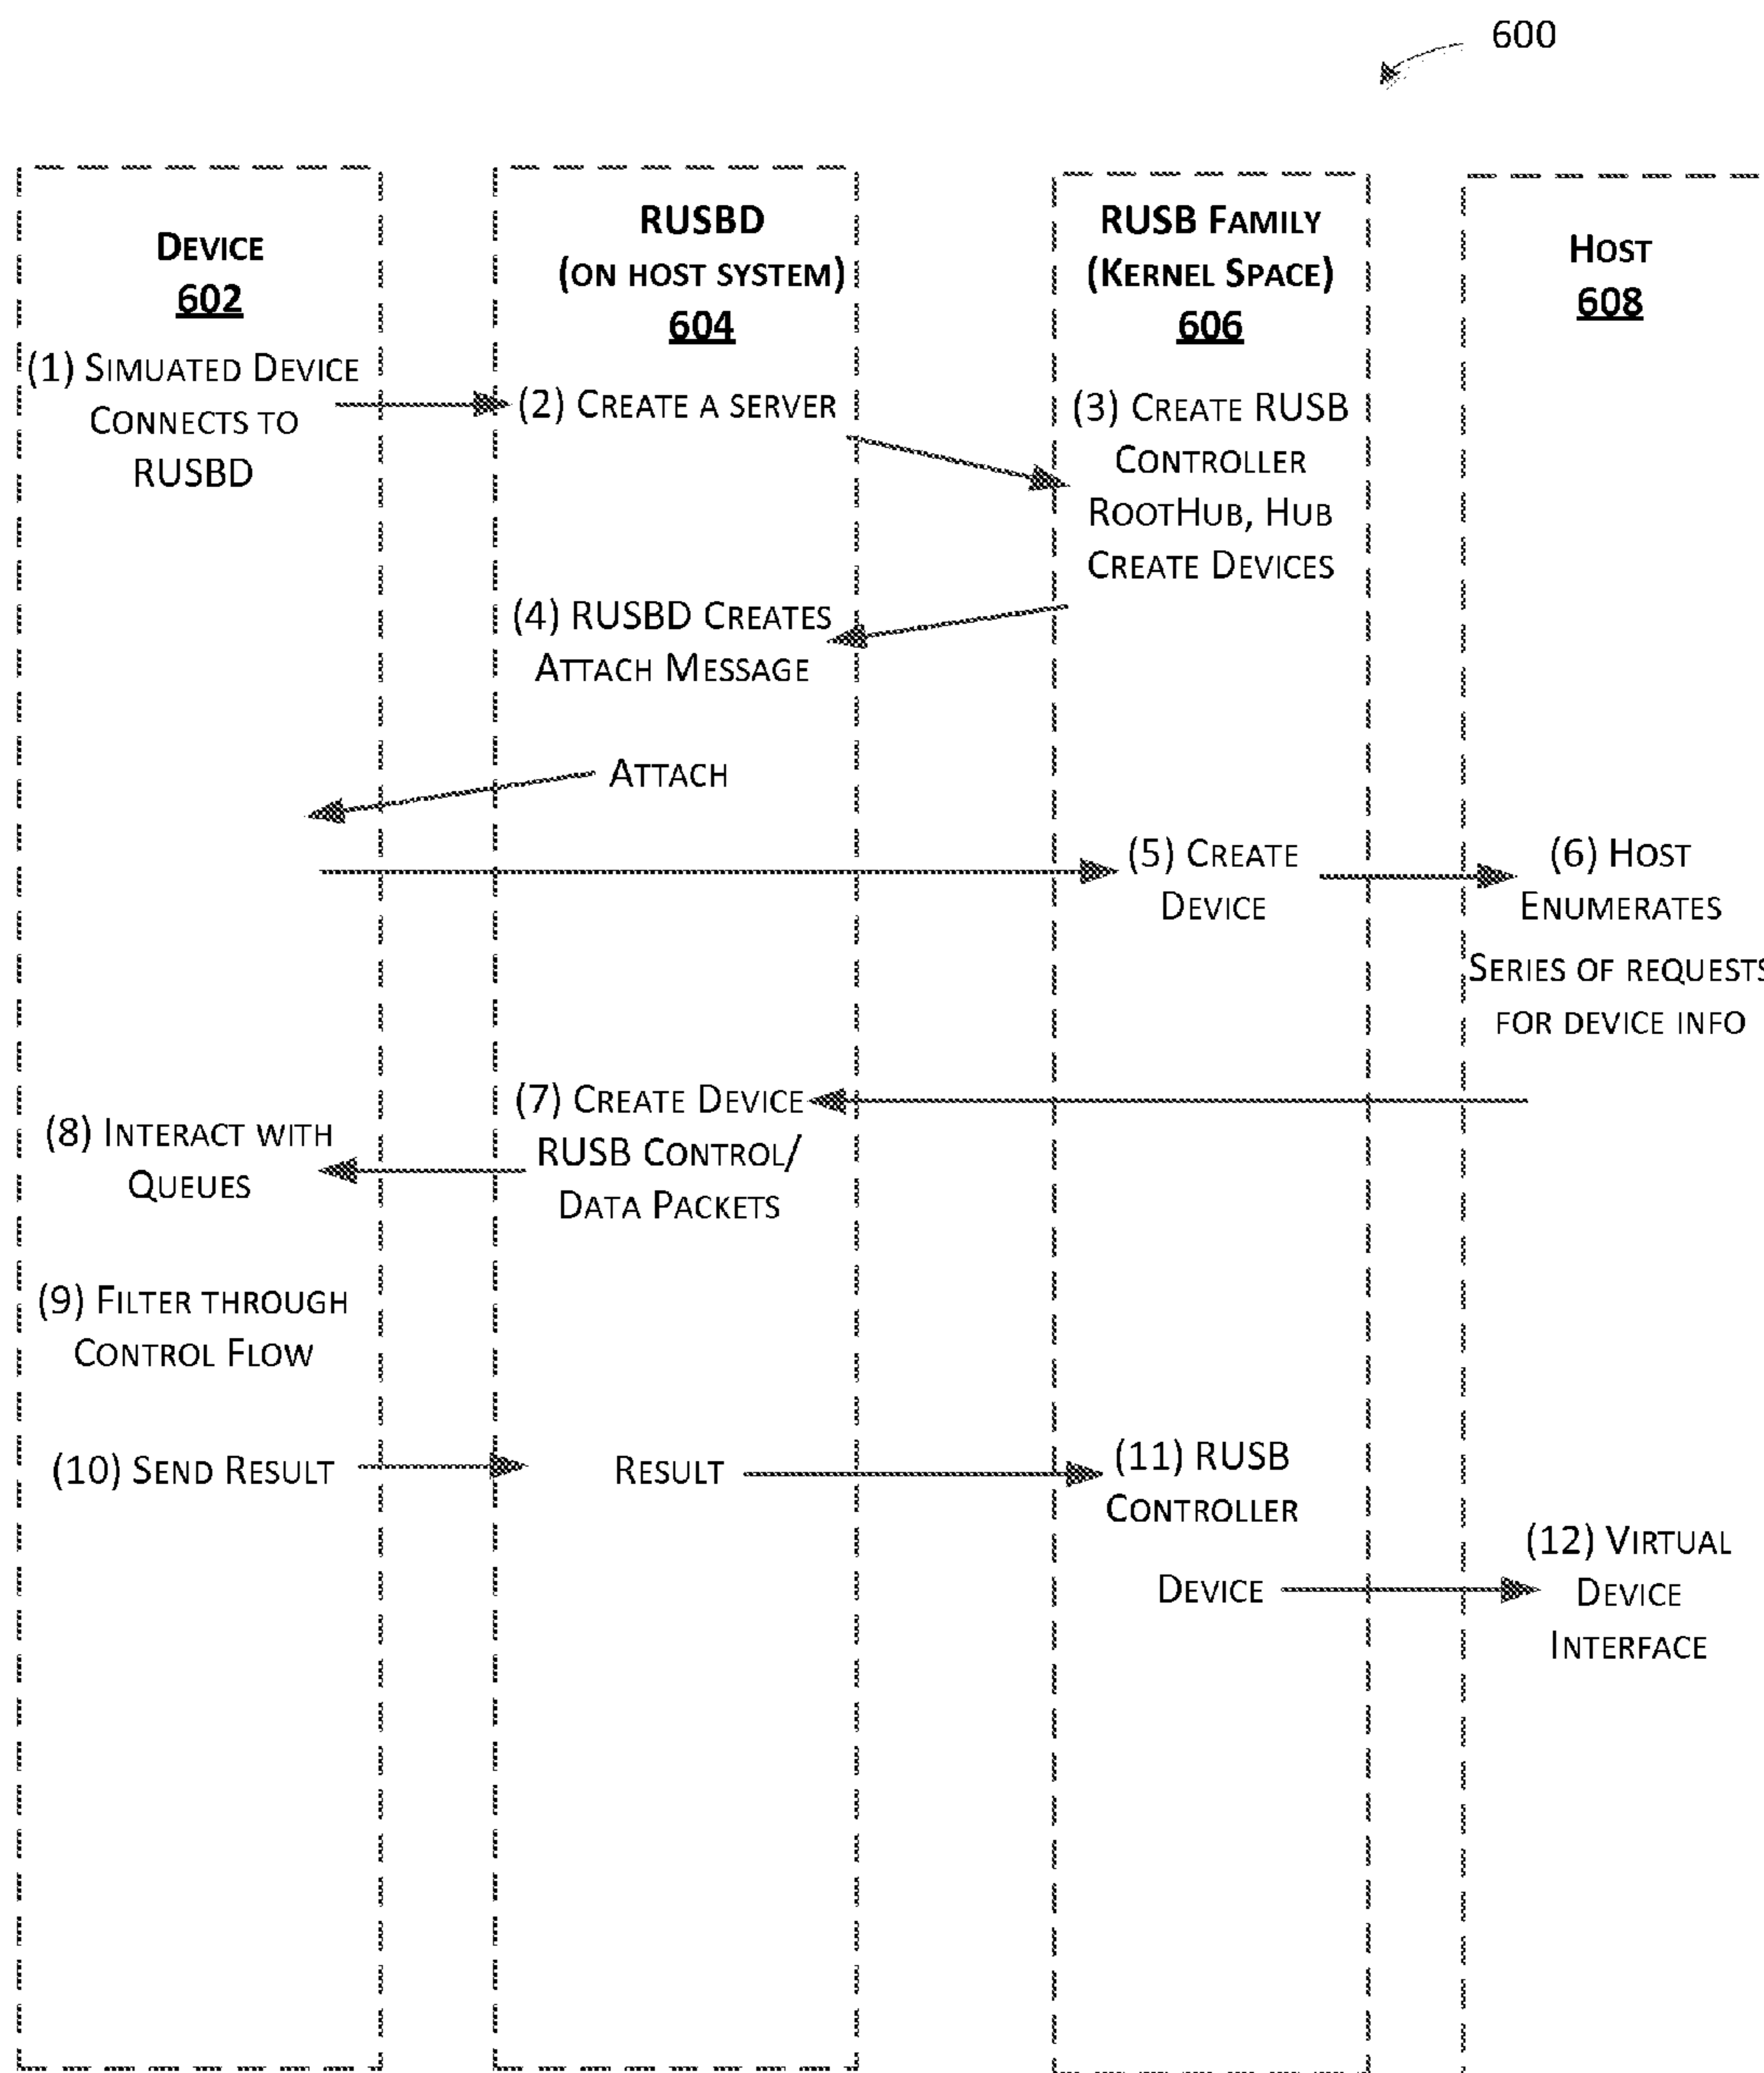 600
DEVICE
602
(1) SIMUATED DEVICE
CONNECTS TO
RUSBD
RUSBD
(ON HOST SYSTEM)
604
(2) CREATE A SERVER
RUSB FAMILY
(KERNEL SPACE)
606
(3) CREATE RUSB
CONTROLLER
ROOTHUB, HUB
CREATE DEVICES
HOST
608
(4) RUSBD CREATES
ATTACH MESSAGE
ATTACH
(5) CREATE
DEVICE
(6) HOST
ENUMERATES
SERIES OF REQUESTS
FOR DEVICE INFO
(7) CREATE DEVICE
RUSB CONTROL/
DATA PACKETS
(8) INTERACT WITH
QUEUES
(9) FILTER THROUGH
CONTROL FLOW
(10) SEND RESULT
RESULT
(11) RUSB
CONTROLLER
DEVICE
(12) VIRTUAL
DEVICE
INTERFACE